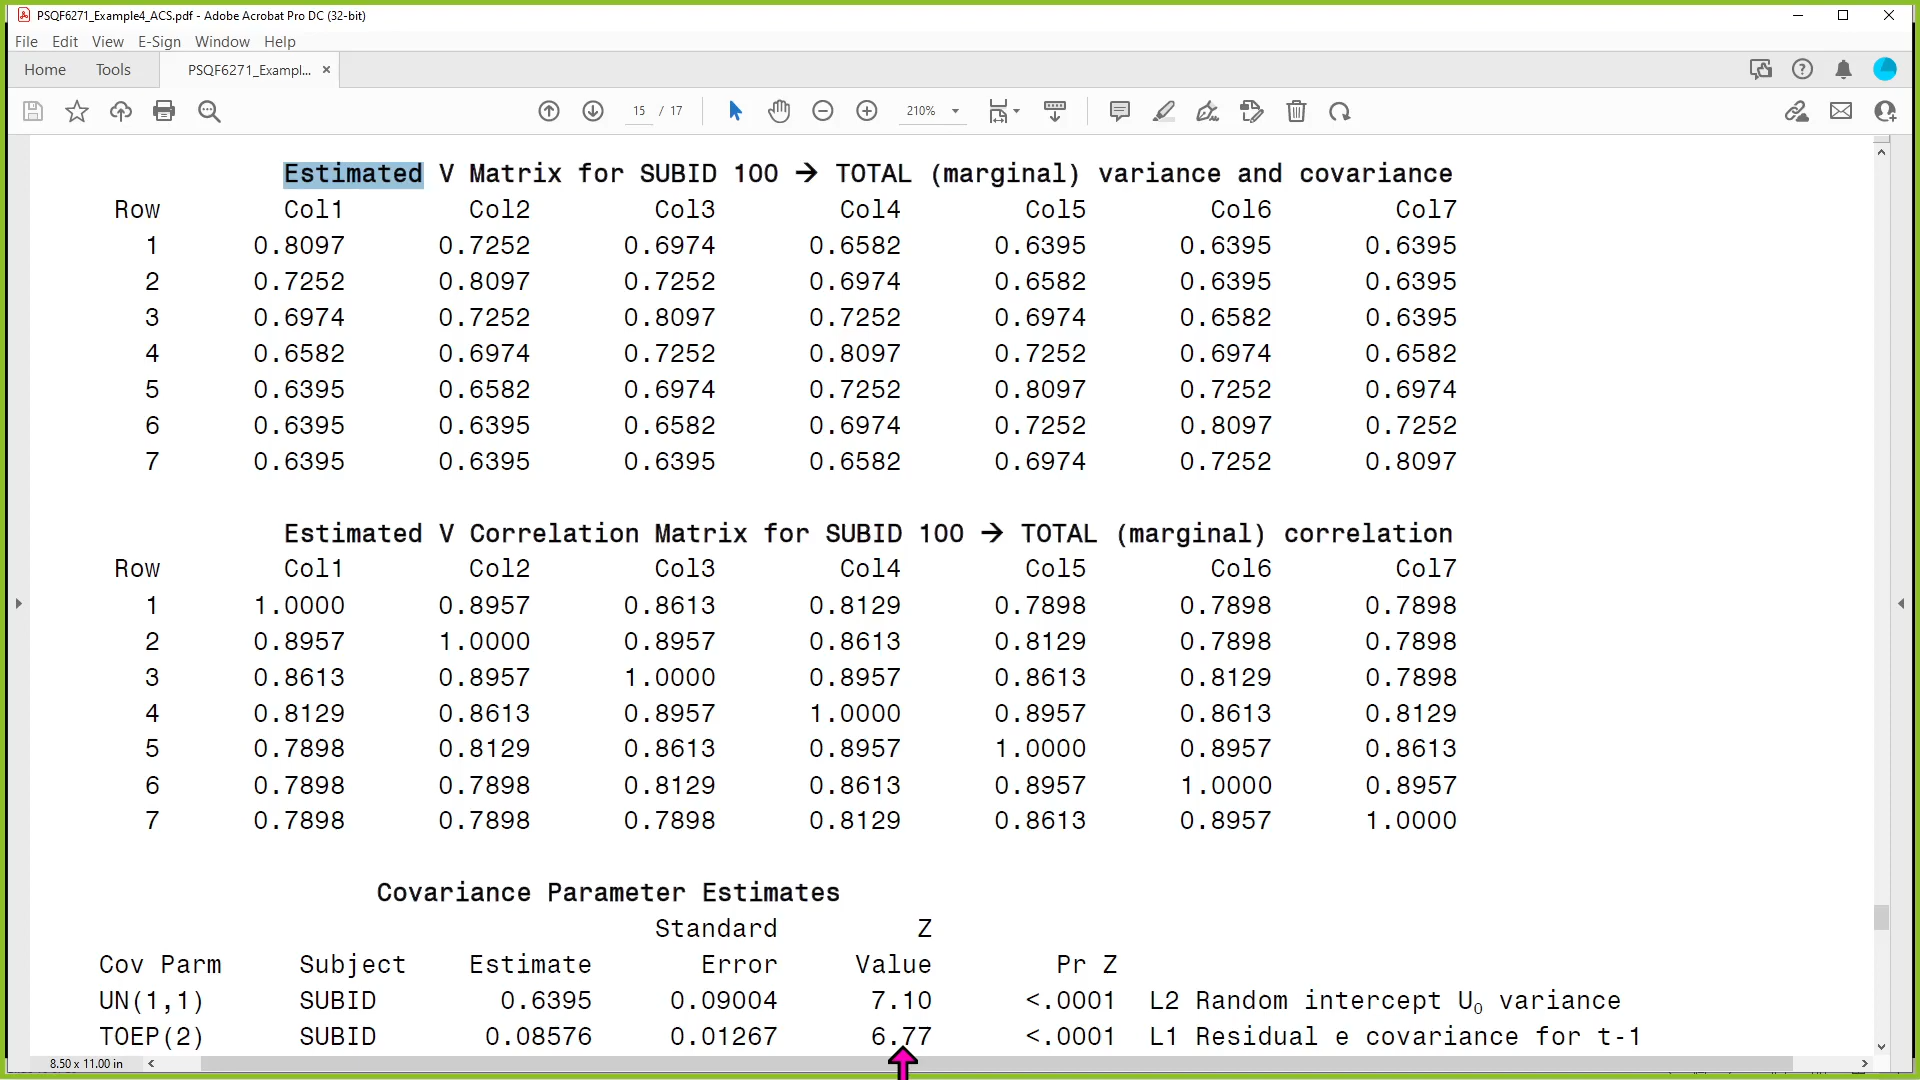 PSQF6271_Example4_ACS.pdf - Adobe Acrobat Pro DC (32-bit)
File Edit View E-Sign Window Help
Home Tools PSQF6271_Exampl... ×
15 / 17 210%
Estimated V Matrix for SUBID 100 → TOTAL (marginal) variance and covariance
Row Col1 Col2 Col3 Col4 Col5 Col6 Col7
1 0.8097 0.7252 0.6974 0.6582 0.6395 0.6395 0.6395
2 0.7252 0.8097 0.7252 0.6974 0.6582 0.6395 0.6395
3 0.6974 0.7252 0.8097 0.7252 0.6974 0.6582 0.6395
4 0.6582 0.6974 0.7252 0.8097 0.7252 0.6974 0.6582
5 0.6395 0.6582 0.6974 0.7252 0.8097 0.7252 0.6974
6 0.6395 0.6395 0.6582 0.6974 0.7252 0.8097 0.7252
7 0.6395 0.6395 0.6395 0.6582 0.6974 0.7252 0.8097
Estimated V Correlation Matrix for SUBID 100 → TOTAL (marginal) correlation
Row Col1 Col2 Col3 Col4 Col5 Col6 Col7
1 1.0000 0.8957 0.8613 0.8129 0.7898 0.7898 0.7898
2 0.8957 1.0000 0.8957 0.8613 0.8129 0.7898 0.7898
3 0.8613 0.8957 1.0000 0.8957 0.8613 0.8129 0.7898
4 0.8129 0.8613 0.8957 1.0000 0.8957 0.8613 0.8129
5 0.7898 0.8129 0.8613 0.8957 1.0000 0.8957 0.8613
6 0.7898 0.7898 0.8129 0.8613 0.8957 1.0000 0.8957
7 0.7898 0.7898 0.7898 0.8129 0.8613 0.8957 1.0000
Covariance Parameter Estimates
Standard Z
Cov Parm Subject Estimate Error Value Pr Z
UN(1,1) SUBID 0.6395 0.09004 7.10 <.0001 L2 Random intercept U₀ variance
TOEP(2) SUBID 0.08576 0.01267 6.77 <.0001 L1 Residual e covariance for t-1
8.50 x 11.00 in